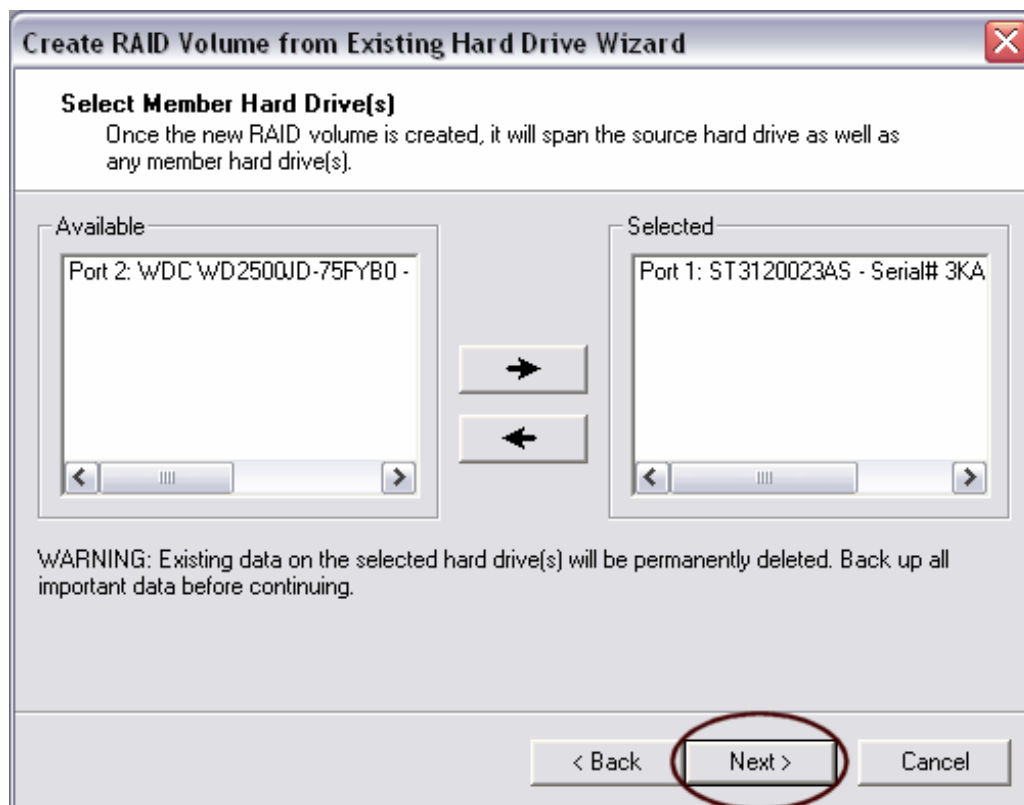 Create RAID Volume from Existing Hard Drive Wizard
Select Member Hard Drive(s)
Once the new RAID volume is created, it will span the source hard drive as well as
any member hard drive(s).
Available
Port 2: WDC WD2500JD-75FYB0 -
Selected
Port 1: ST3120023AS - Serial# 3KA
WARNING: Existing data on the selected hard drive(s) will be permanently deleted. Back up all
important data before continuing.
< Back
Next >
Cancel